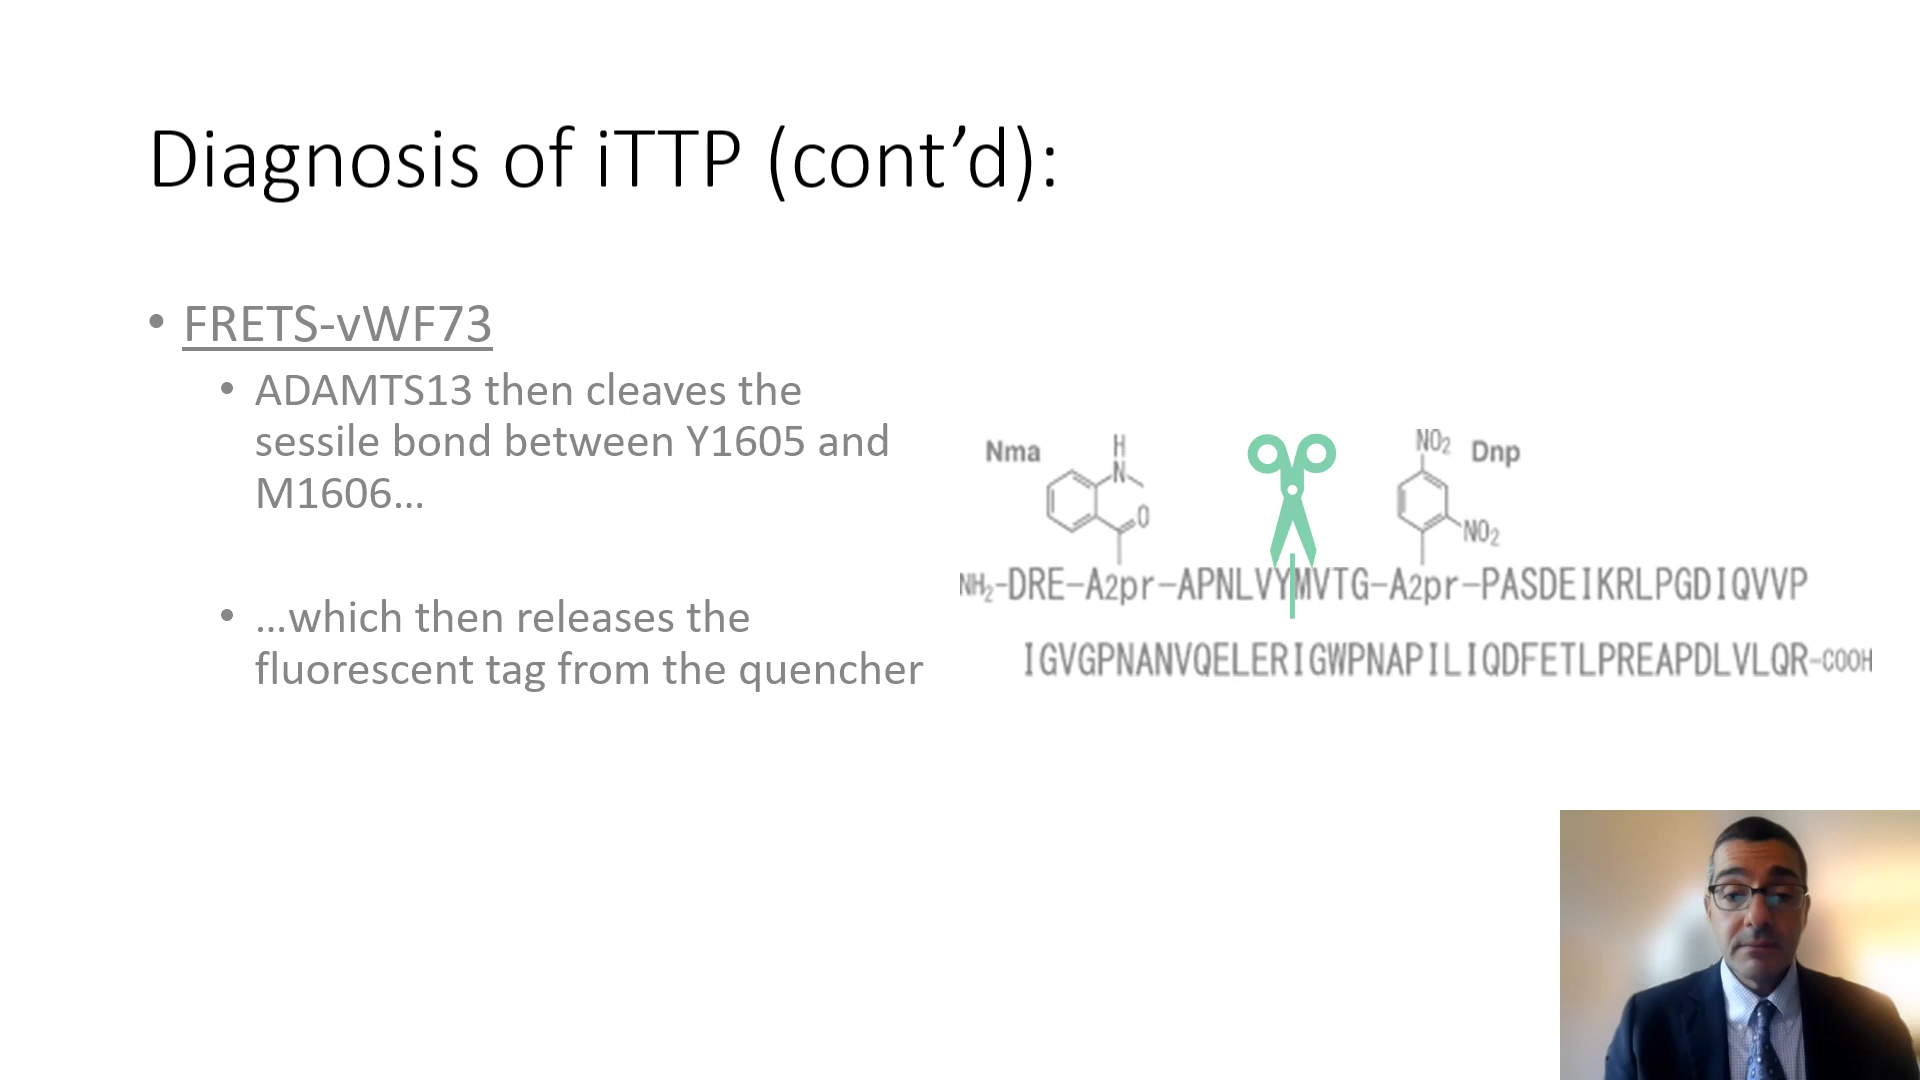 Diagnosis of iTTP (cont’d):
• FRETS-vWF73
• ADAMTS13 then cleaves the
sessile bond between Y1605 and
M1606…
• …which then releases the
fluorescent tag from the quencher
Nma
H
N
O
NO2
Dnp
NO2
NH2-DRE-A2pr-APNLVYMVTG-A2pr-PASDEIKRLPGDIQVVP
IGVGPNANVQELERIGWPNAPILIQDFETLPREAPDLVLQR-COOH